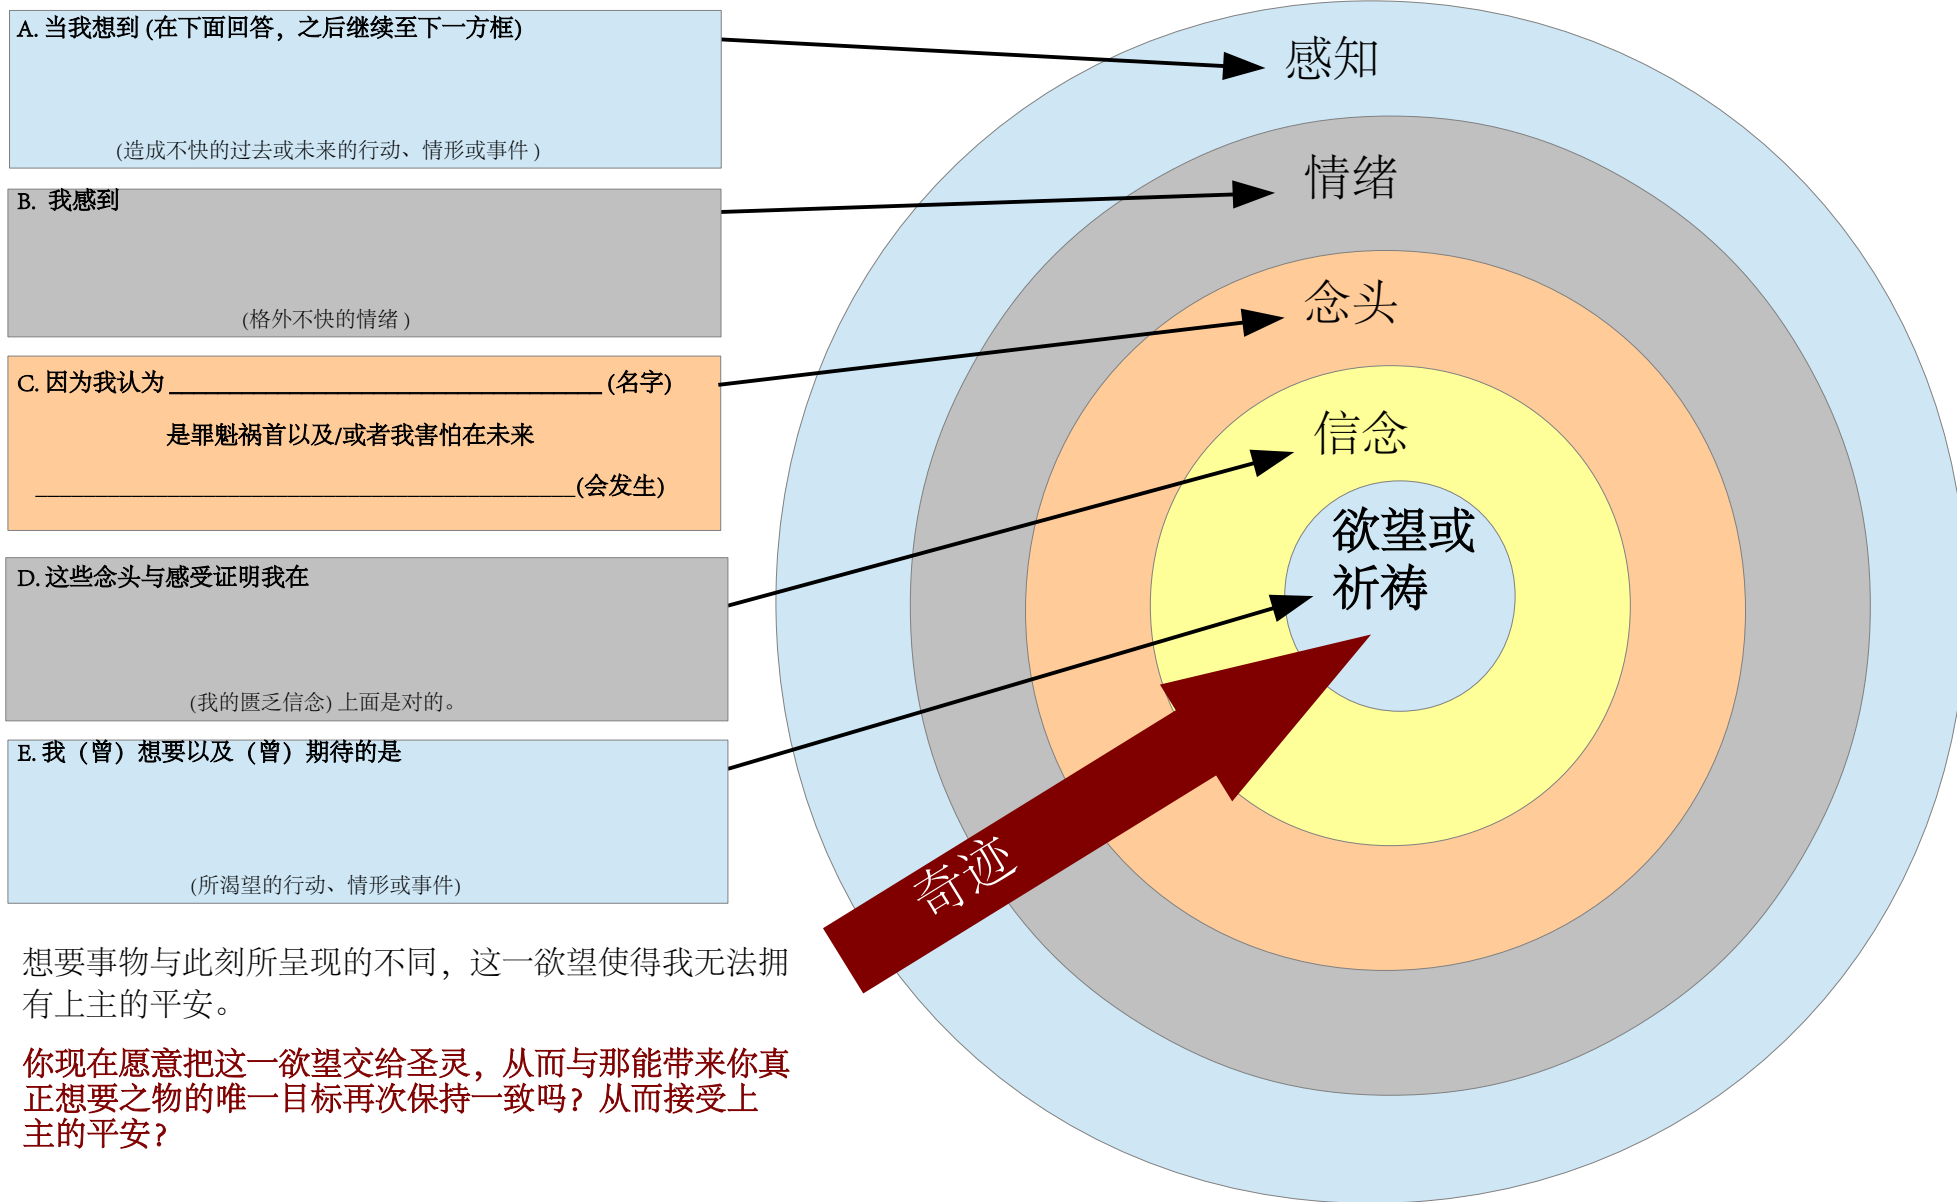 A. 当我想到 (在下面回答，之后继续至下一方框)
(造成不快的过去或未来的行动、情形或事件 )
B. 我感到
(格外不快的情绪 )
C. 因为我认为 ____________________________________ (名字)
是罪魁祸首以及/或者我害怕在未来
_____________________________________________(会发生)
D. 这些念头与感受证明我在
(我的匮乏信念) 上面是对的。
E. 我（曾）想要以及（曾）期待的是
(所渴望的行动、情形或事件)
想要事物与此刻所呈现的不同，这一欲望使得我无法拥
有上主的平安。
你现在愿意把这一欲望交给圣灵，从而与那能带来你真
正想要之物的唯一目标再次保持一致吗？从而接受上
主的平安？
感知
情绪
念头
信念
欲望或
祈祷
奇迹